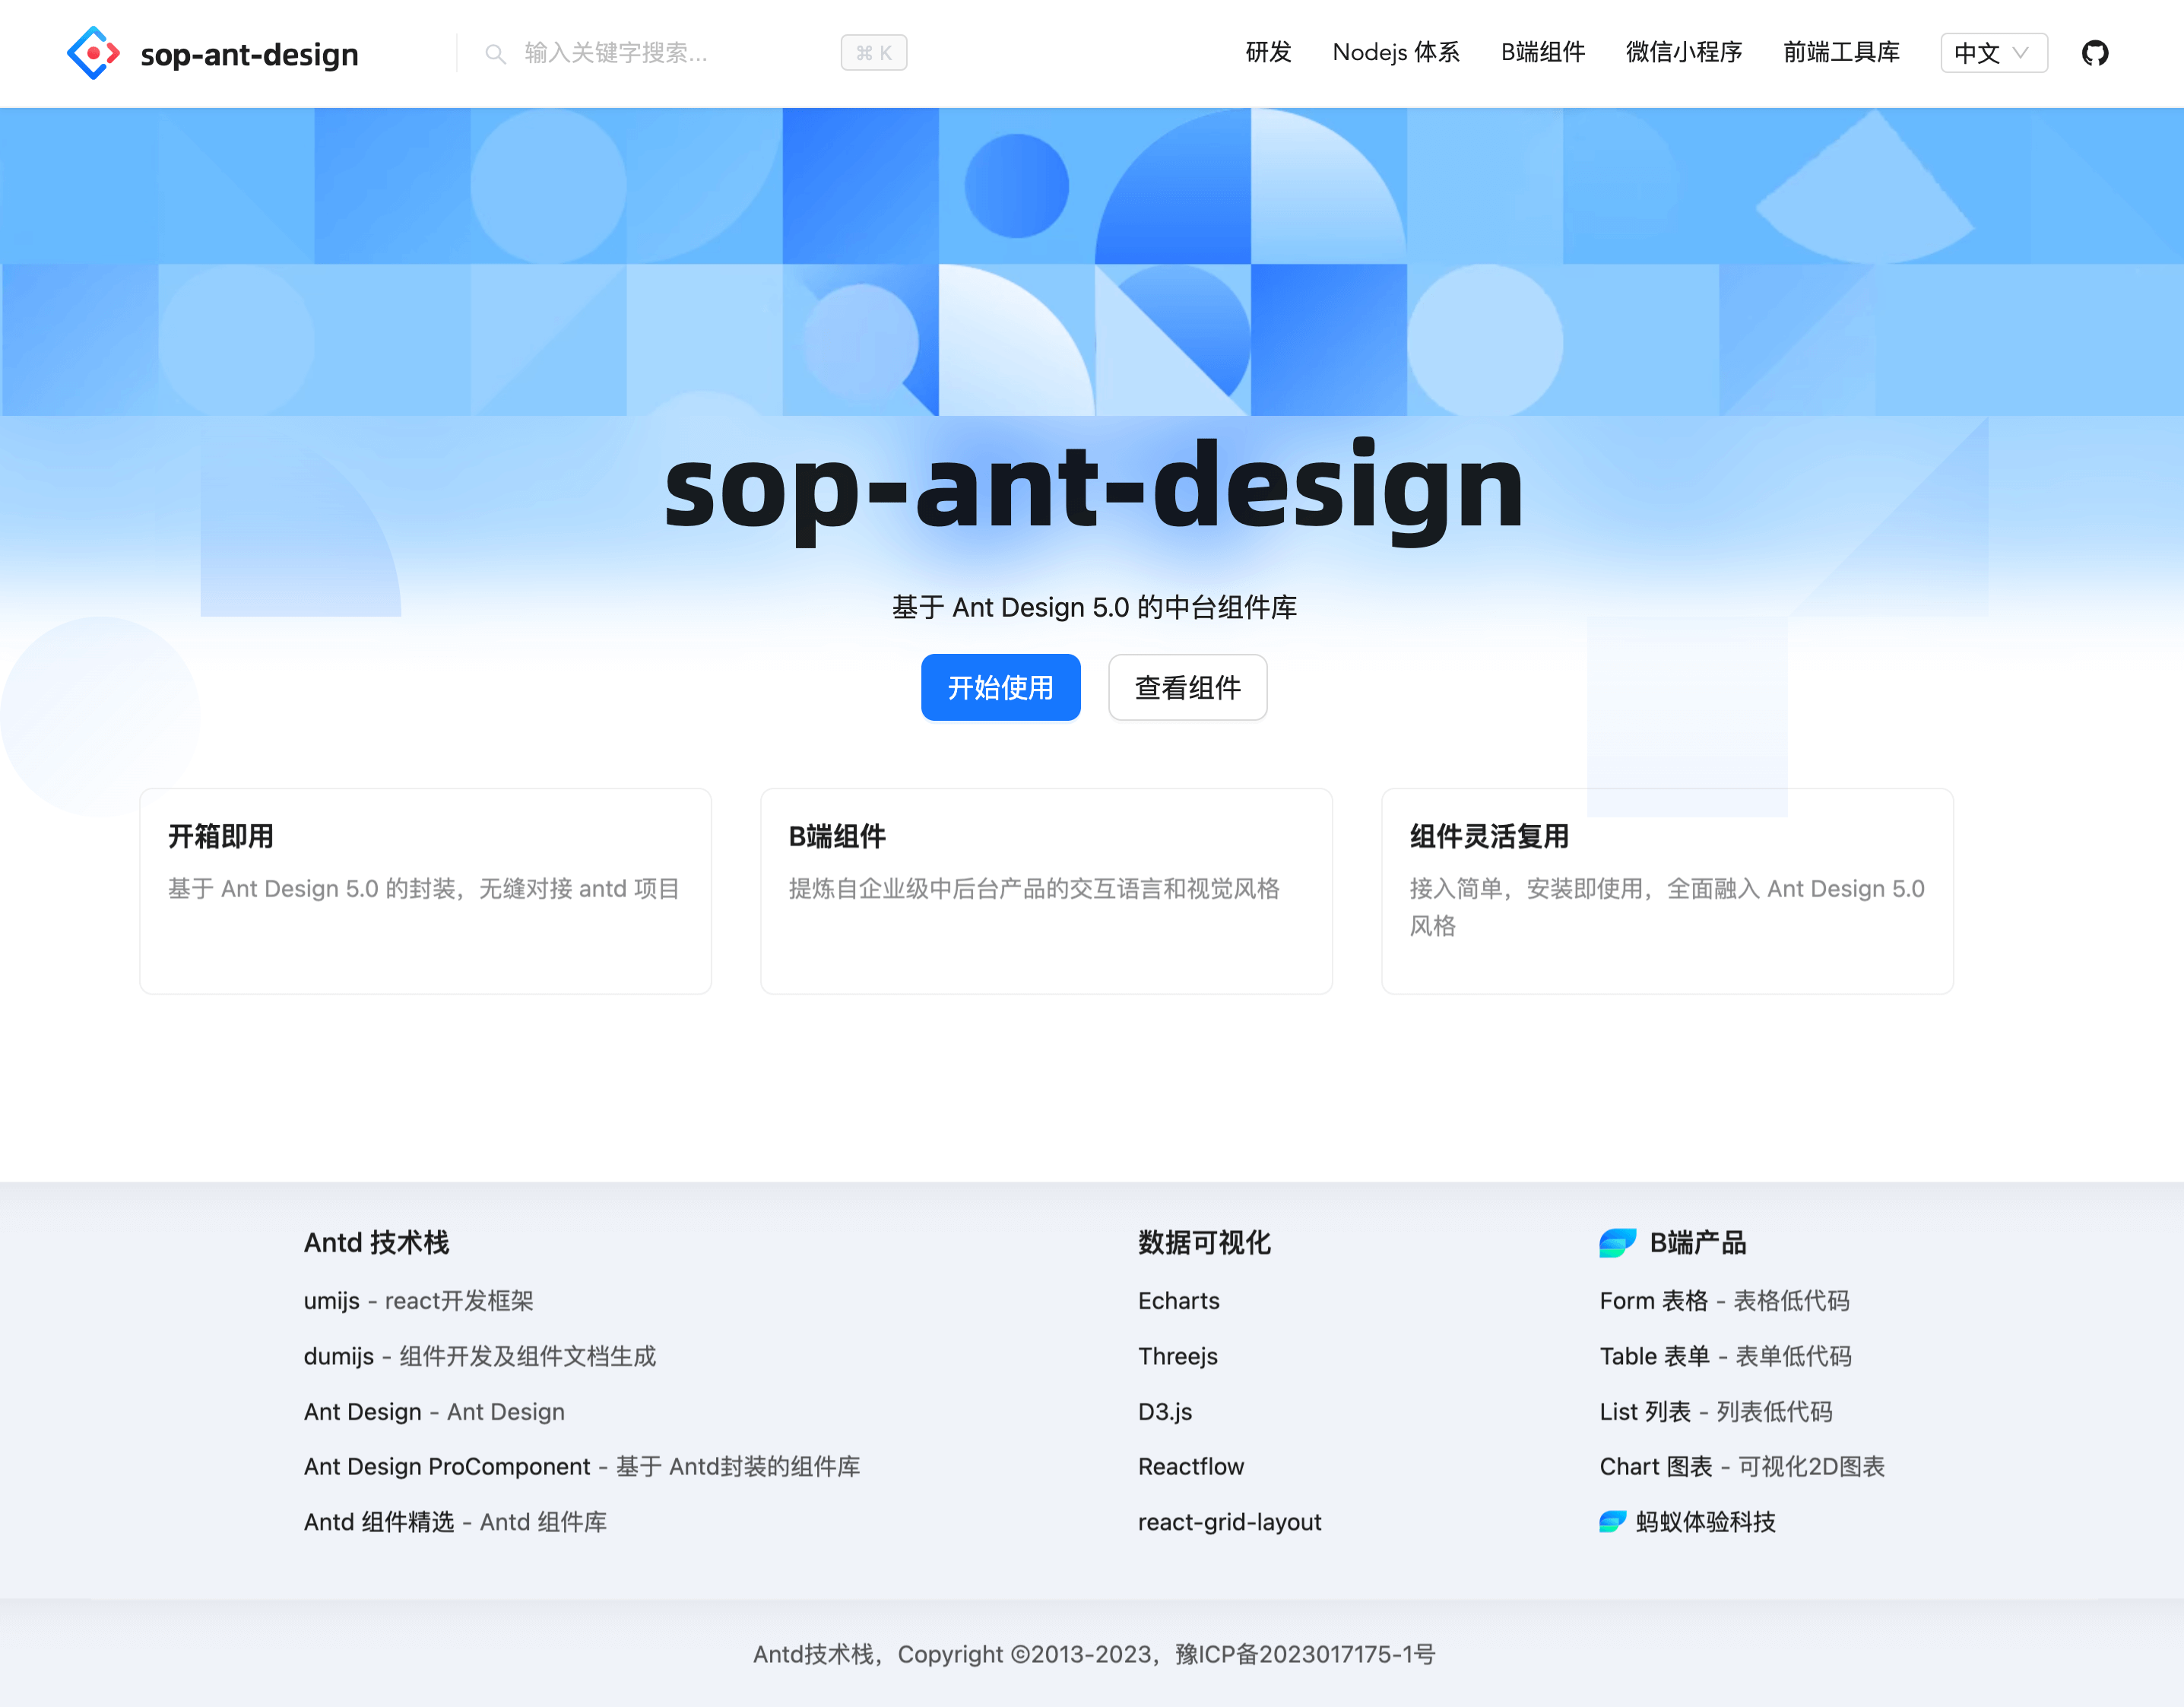 sop-ant-design
输入关键字搜索...
⌘ K
研发
Nodejs 体系
B端组件
微信小程序
前端工具库
中文
sop-ant-design
基于 Ant Design 5.0 的中台组件库
开始使用
查看组件
开箱即用
基于 Ant Design 5.0 的封装，无缝对接 antd 项目
B端组件
提炼自企业级中后台产品的交互语言和视觉风格
组件灵活复用
接入简单，安装即使用，全面融入 Ant Design 5.0
风格
Antd 技术栈
umijs - react开发框架
dumijs - 组件开发及组件文档生成
Ant Design - Ant Design
Ant Design ProComponent - 基于 Antd封装的组件库
Antd 组件精选 - Antd 组件库
数据可视化
Echarts
Threejs
D3.js
Reactflow
react-grid-layout
B端产品
Form 表格 - 表格低代码
Table 表单 - 表单低代码
List 列表 - 列表低代码
Chart 图表 - 可视化2D图表
蚂蚁体验科技
Antd技术栈，Copyright ©2013-2023，豫ICP备2023017175-1号